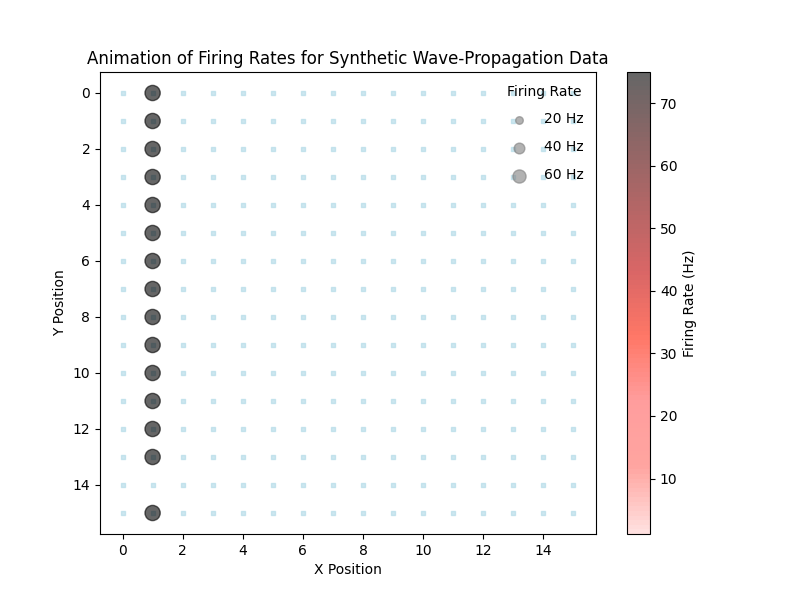 Animation of Firing Rates for Synthetic Wave-Propagation Data
Firing Rate
20 Hz
40 Hz
60 Hz
0
2
4
6
8
10
12
14
Y Position
0 2 4 6 8 10 12 14
X Position
70
60
50
40
30
20
10
Firing Rate (Hz)